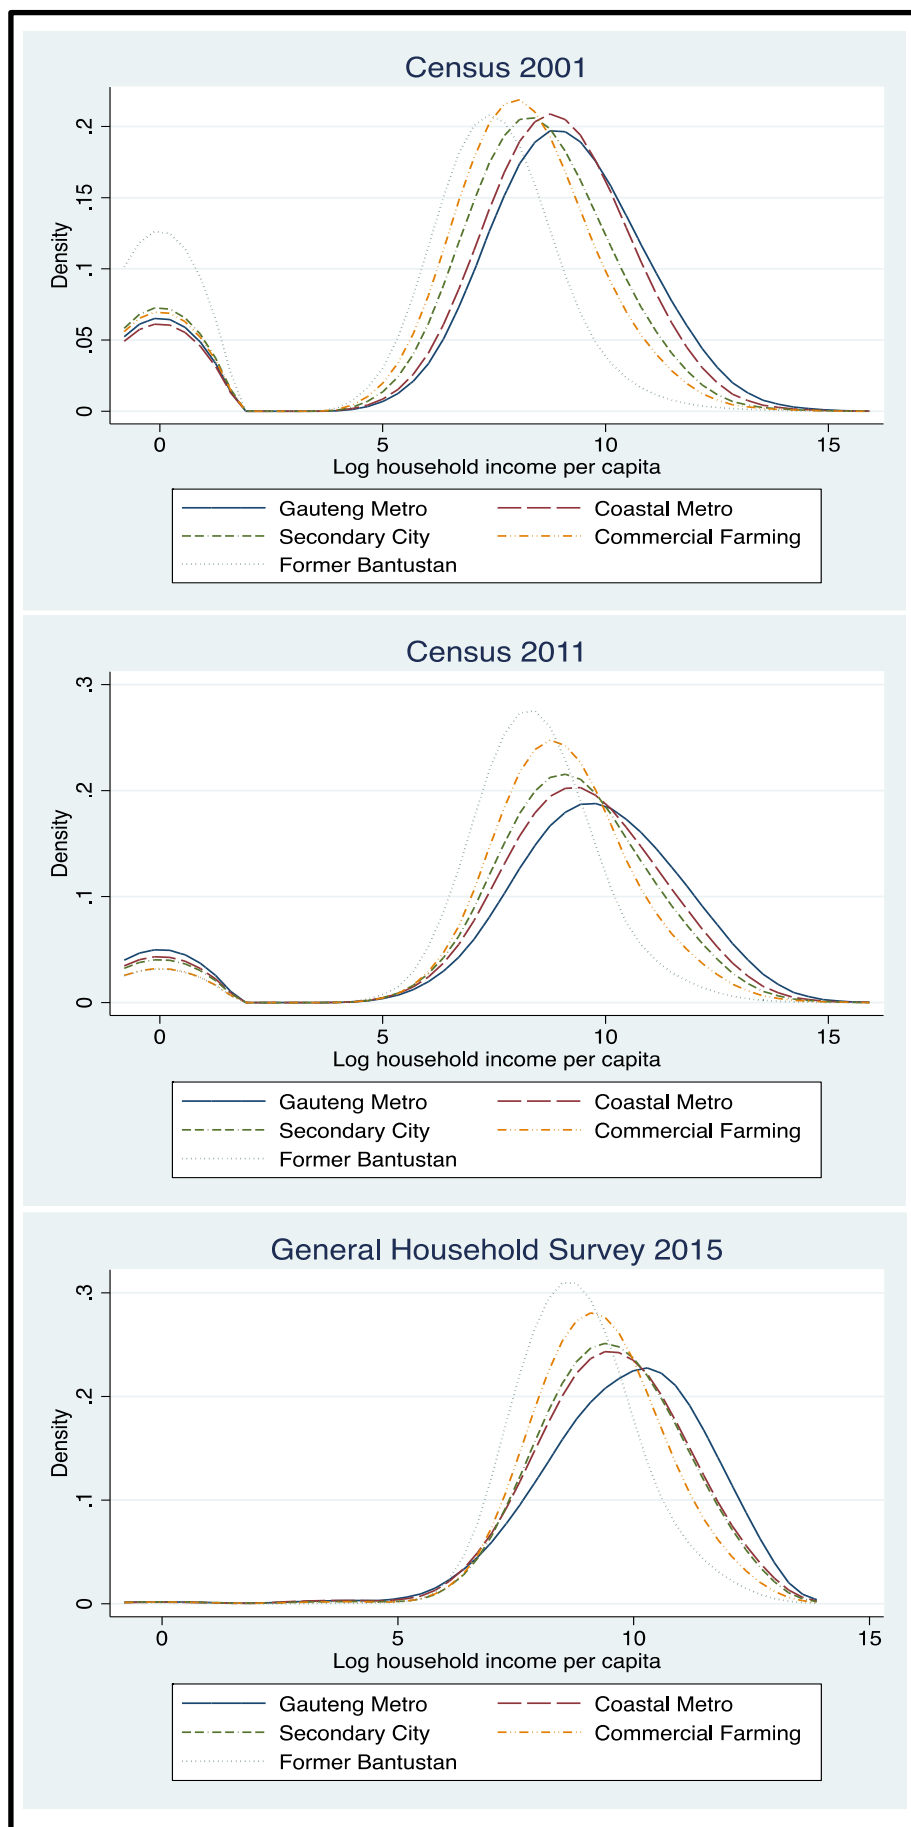 Census 2001
Density
0 .05 .1 .15 .2
0 5 10 15
Log household income per capita
Gauteng Metro Coastal Metro
Secondary City Commercial Farming
Former Bantustan
Census 2011
Density
0 .1 .2 .3
0 5 10 15
Log household income per capita
Gauteng Metro Coastal Metro
Secondary City Commercial Farming
Former Bantustan
General Household Survey 2015
Density
0 .1 .2 .3
0 5 10 15
Log household income per capita
Gauteng Metro Coastal Metro
Secondary City Commercial Farming
Former Bantustan